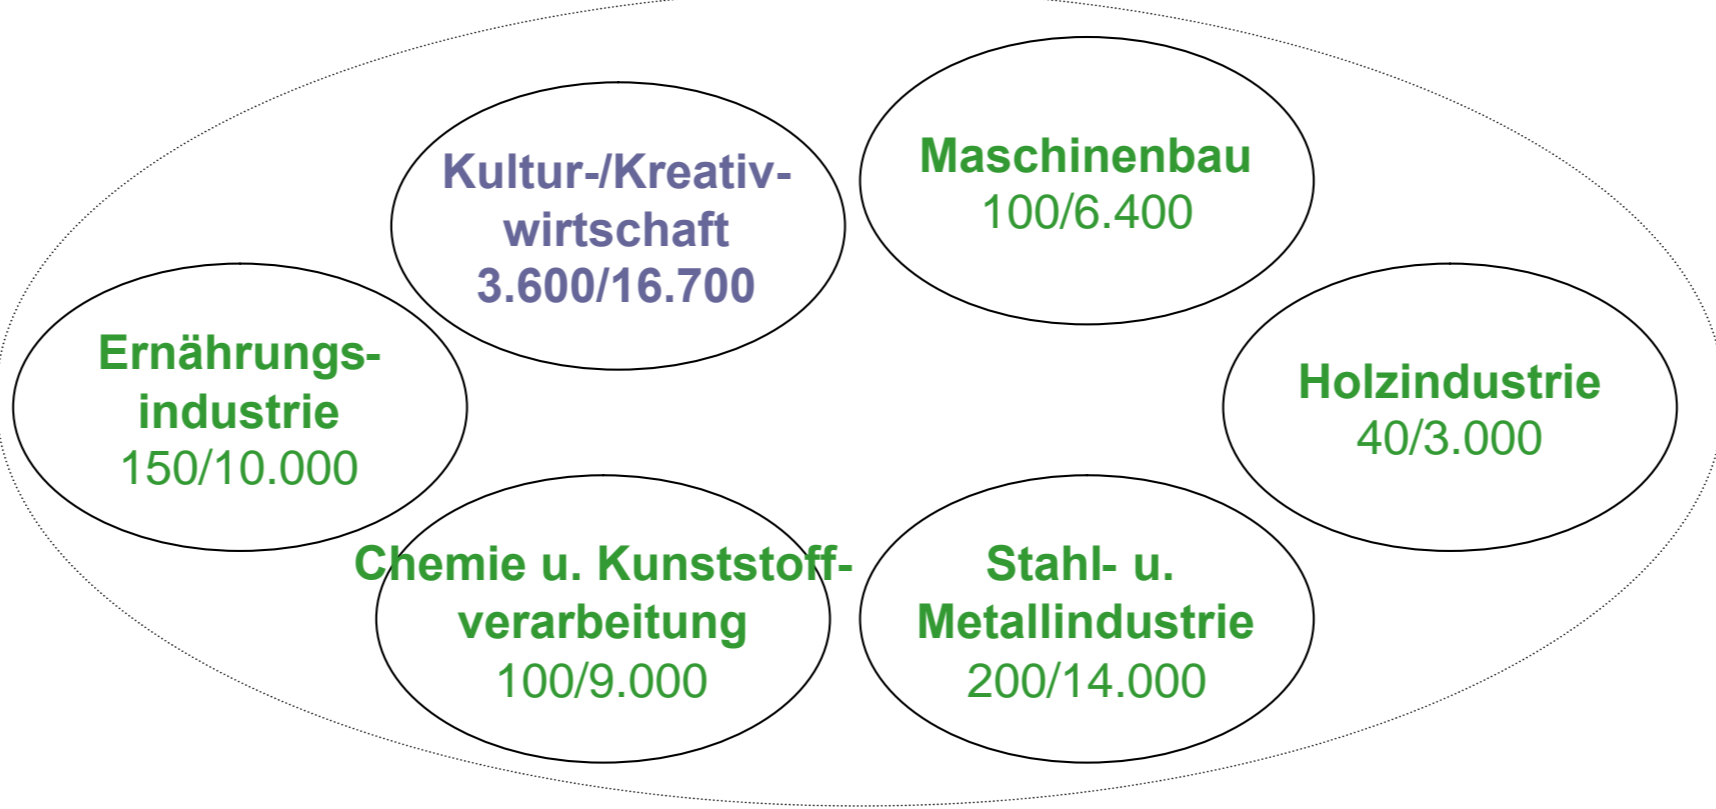 Kultur-/Kreativ-
wirtschaft
3.600/16.700
Maschinenbau
100/6.400
Ernährungs-
industrie
150/10.000
Holzindustrie
40/3.000
Chemie u. Kunststoff-
verarbeitung
100/9.000
Stahl- u.
Metallindustrie
200/14.000